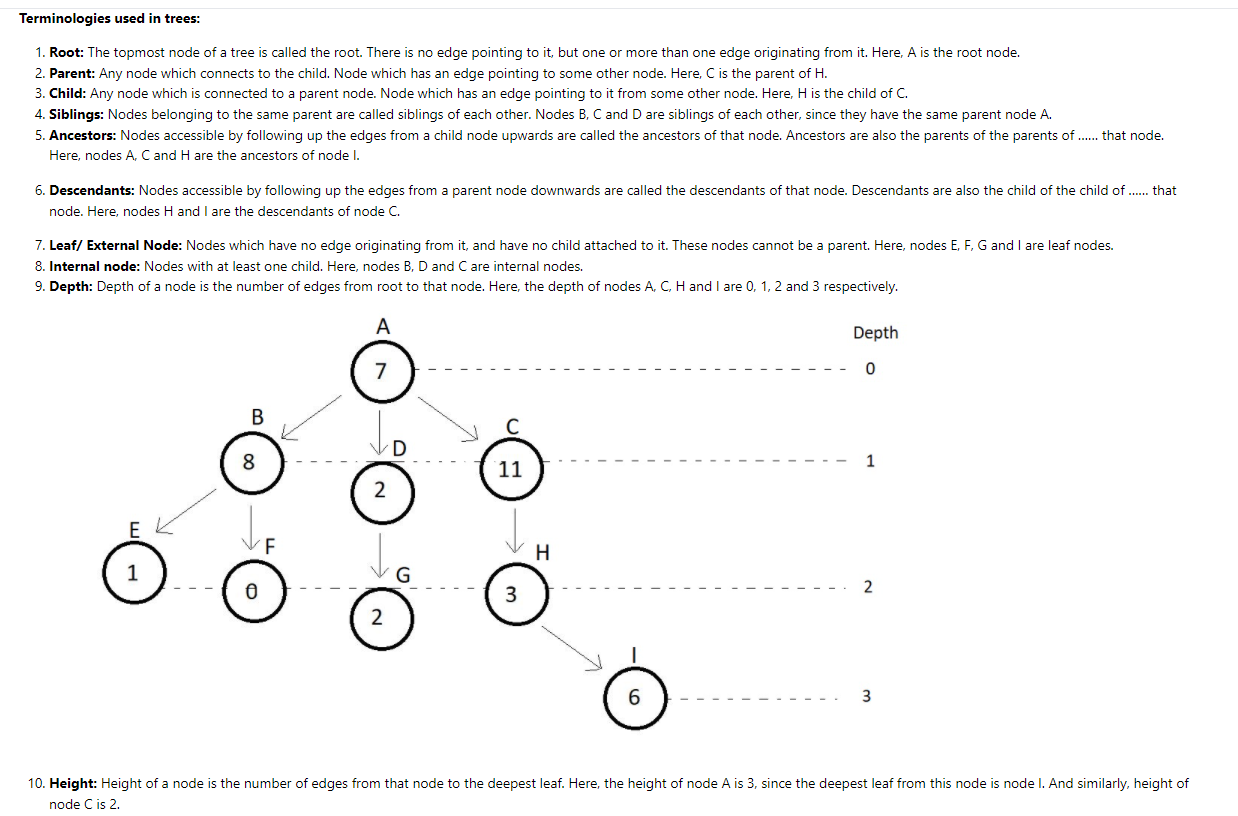 Terminologies used in trees:
1. Root: The topmost node of a tree is called the root. There is no edge pointing to it, but one or more than one edge originating from it. Here, A is the root node.
2. Parent: Any node which connects to the child. Node which has an edge pointing to some other node. Here, C is the parent of H.
3. Child: Any node which is connected to a parent node. Node which has an edge pointing to it from some other node. Here, H is the child of C.
4. Siblings: Nodes belonging to the same parent are called siblings of each other. Nodes B, C and D are siblings of each other, since they have the same parent node A.
5. Ancestors: Nodes accessible by following up the edges from a child node upwards are called the ancestors of that node. Ancestors are also the parents of the parents of ...... that node.
Here, nodes A, C and H are the ancestors of node I.
6. Descendants: Nodes accessible by following up the edges from a parent node downwards are called the descendants of that node. Descendants are also the child of the child of ...... that
node. Here, nodes H and I are the descendants of node C.
7. Leaf/ External Node: Nodes which have no edge originating from it, and have no child attached to it. These nodes cannot be a parent. Here, nodes E, F, G and I are leaf nodes.
8. Internal node: Nodes with at least one child. Here, nodes B, D and C are internal nodes.
9. Depth: Depth of a node is the number of edges from root to that node. Here, the depth of nodes A, C, H and I are 0, 1, 2 and 3 respectively.
A
Depth
7
0
B
C
D
8
11
1
2
E
F
H
G
1
0
3
2
2
I
6
3
10. Height: Height of a node is the number of edges from that node to the deepest leaf. Here, the height of node A is 3, since the deepest leaf from this node is node I. And similarly, height of
node C is 2.